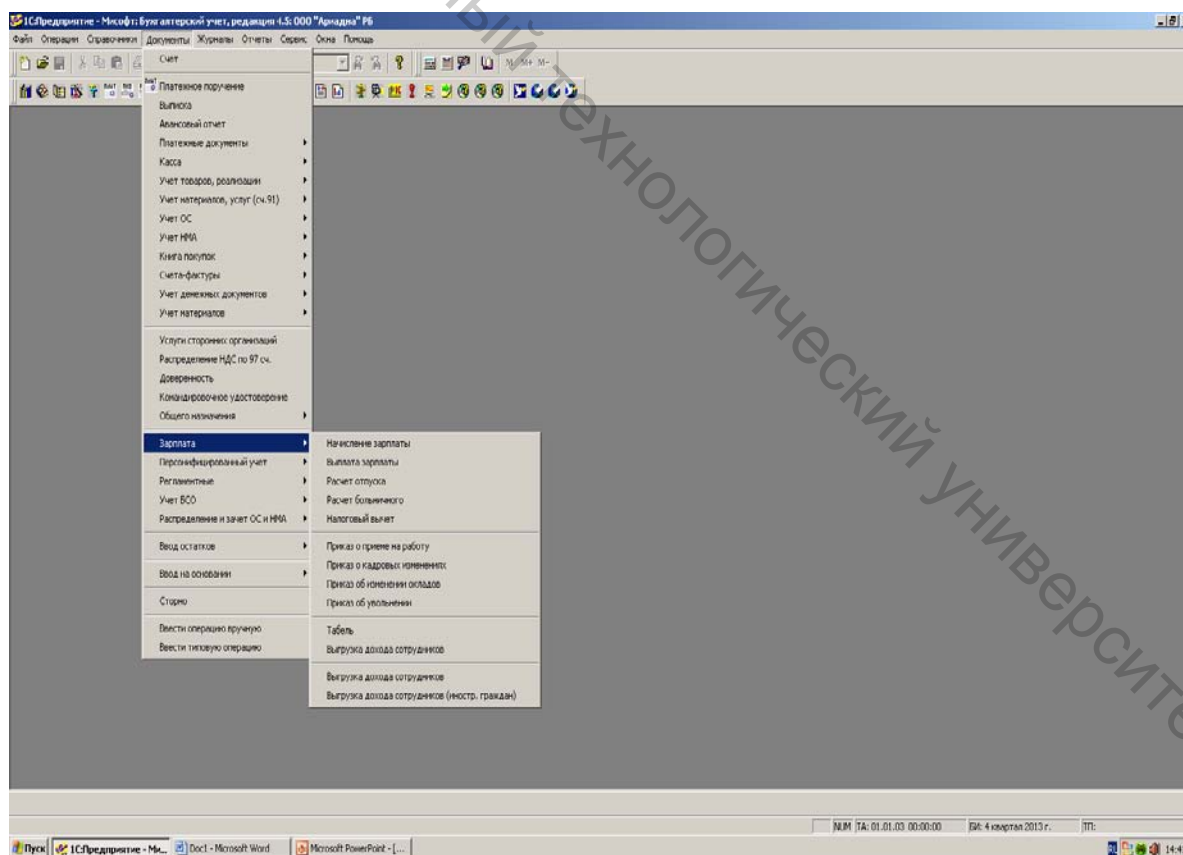 1С:Предприятие - Мисофт: Бухгалтерский учет, редакция 4.5: ООО "Ариадна" РБ
Файл Операции Справочники Документы Журналы Отчеты Сервис Окна Помощь
Счет
M M+ M-
Платежное поручение
Выписка
Авансовый отчет
Платежные документы
Касса
Учет товаров, реализации
Учет материалов, услуг (сч.91)
Учет ОС
Учет НМА
Книга покупок
Счета-фактуры
Учет денежных документов
Учет материалов
Услуги сторонних организаций
Распределение НДС по 97 сч.
Доверенность
Командировочное удостоверение
Общего назначения
Зарплата
Персонифицированный учет
Регламентные
Учет БСО
Распределение и зачет ОС и НМА
Ввод остатков
Ввод на основании
Сторно
Ввести операцию вручную
Ввести типовую операцию
Начисление зарплаты
Выплата зарплаты
Расчет отпуска
Расчет больничного
Налоговый вычет
Приказ о приеме на работу
Приказ о кадровых изменениях
Приказ об изменении окладов
Приказ об увольнении
Табель
Выгрузка дохода сотрудников
Выгрузка дохода сотрудников
Выгрузка дохода сотрудников (иностр. граждан)
технологический университе
NUM TA: 01.01.03 00:00:00 БИ: 4 квартал 2013 г. ТП:
Пуск 1С:Предприятие - Ми... Doc1 - Microsoft Word Microsoft PowerPoint - [... 14:4